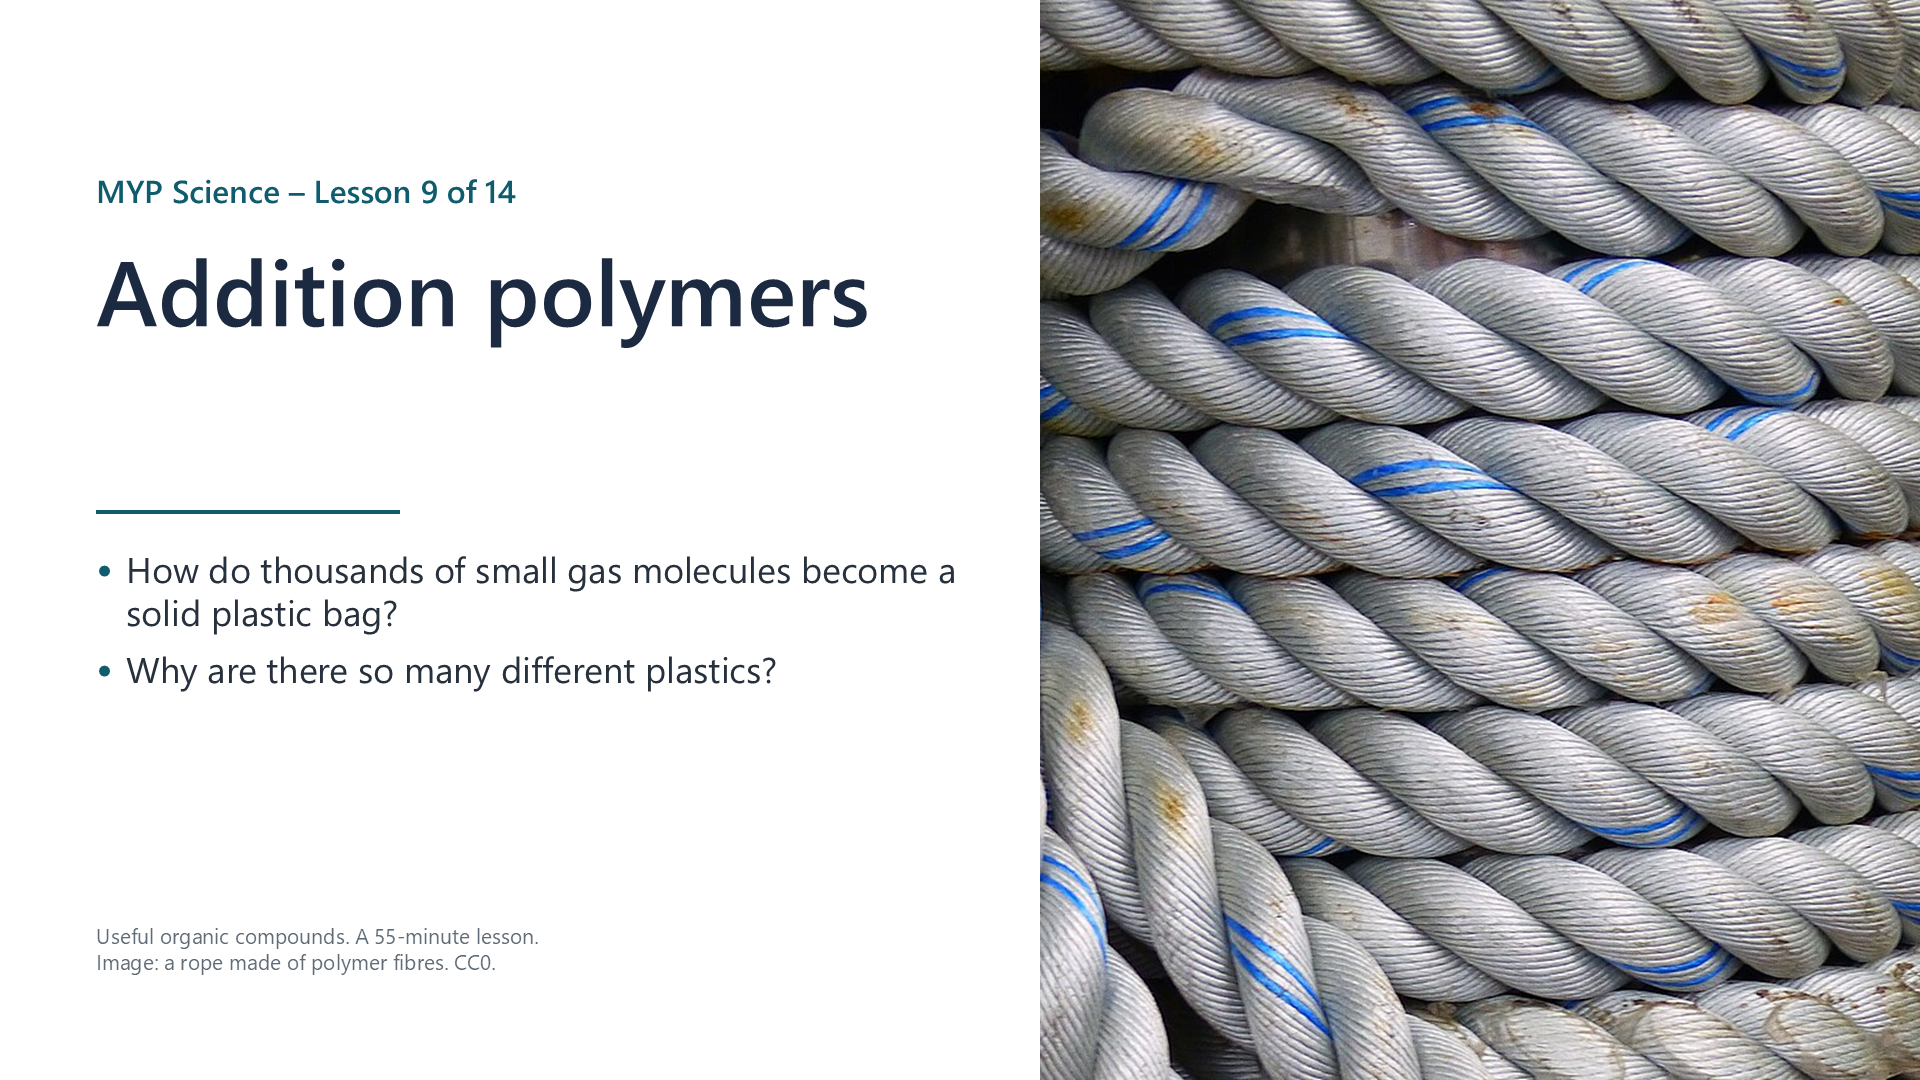 MYP Science – Lesson 9 of 14
Addition polymers
• How do thousands of small gas molecules become a
solid plastic bag?
• Why are there so many different plastics?
Useful organic compounds. A 55-minute lesson.
Image: a rope made of polymer fibres. CC0.